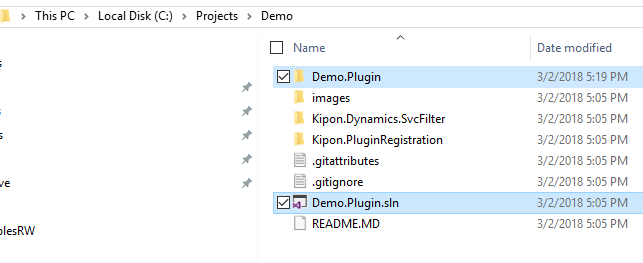 This PC > Local Disk (C:) > Projects > Demo
Name Date modified
Demo.Plugin 3/2/2018 5:19 PM
images 3/2/2018 5:05 PM
Kipon.Dynamics.SvcFilter 3/2/2018 5:05 PM
Kipon.PluginRegistration 3/2/2018 5:05 PM
.gitattributes 3/2/2018 5:05 PM
.gitignore 3/2/2018 5:05 PM
Demo.Plugin.sln 3/2/2018 5:05 PM
README.MD 3/2/2018 5:05 PM